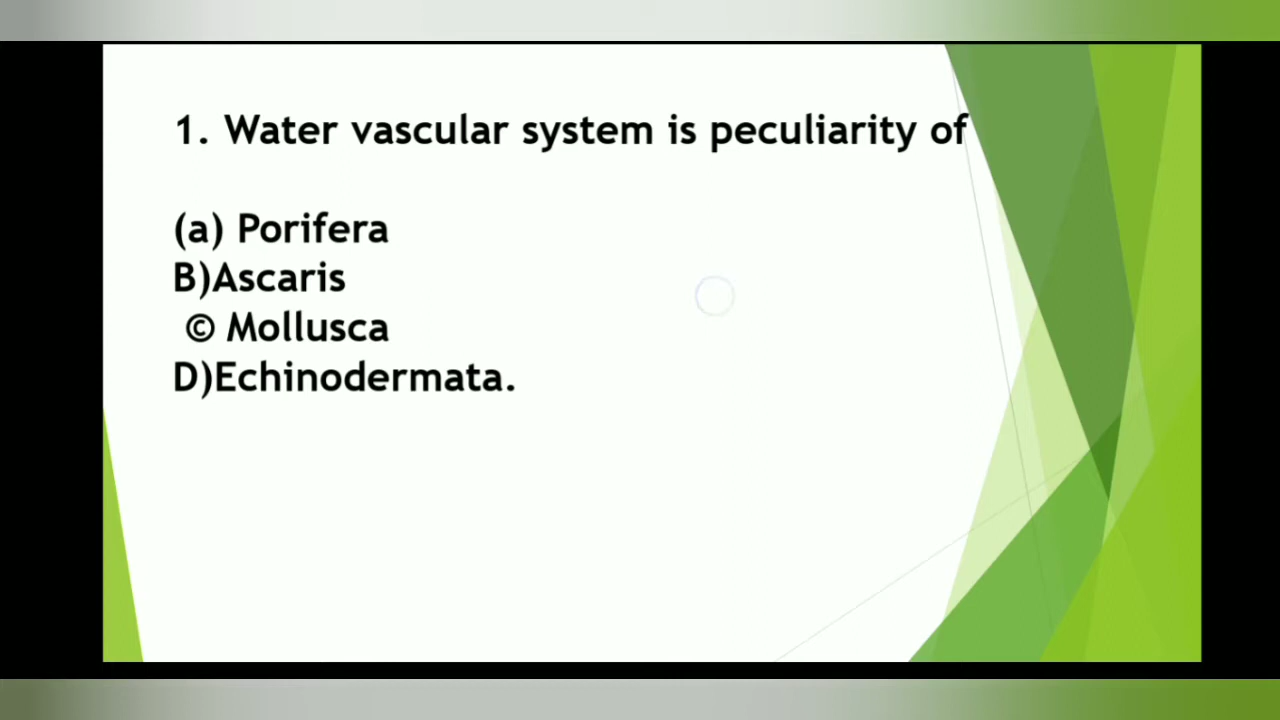 1. Water vascular system is peculiarity of
(a) Porifera
B)Ascaris
© Mollusca
D)Echinodermata.